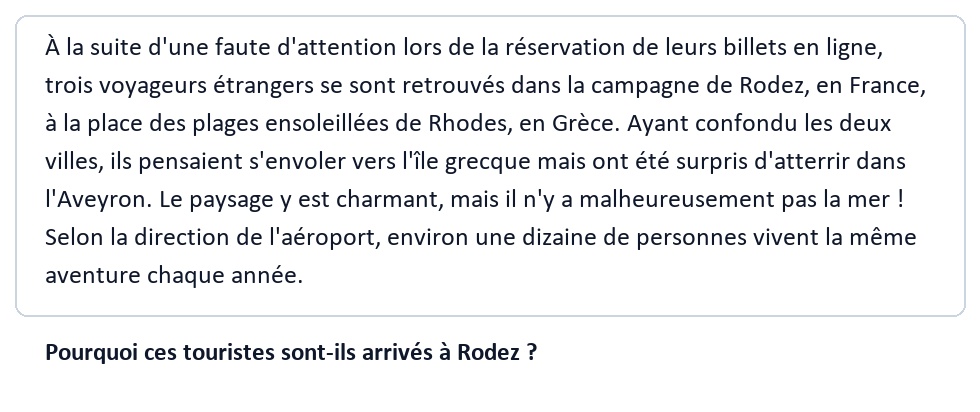 À la suite d'une faute d'attention lors de la réservation de leurs billets en ligne,
trois voyageurs étrangers se sont retrouvés dans la campagne de Rodez, en France,
à la place des plages ensoleillées de Rhodes, en Grèce. Ayant confondu les deux
villes, ils pensaient s'envoler vers l'île grecque mais ont été surpris d'atterrir dans
l'Aveyron. Le paysage y est charmant, mais il n'y a malheureusement pas la mer !
Selon la direction de l'aéroport, environ une dizaine de personnes vivent la même
aventure chaque année.
Pourquoi ces touristes sont-ils arrivés à Rodez ?